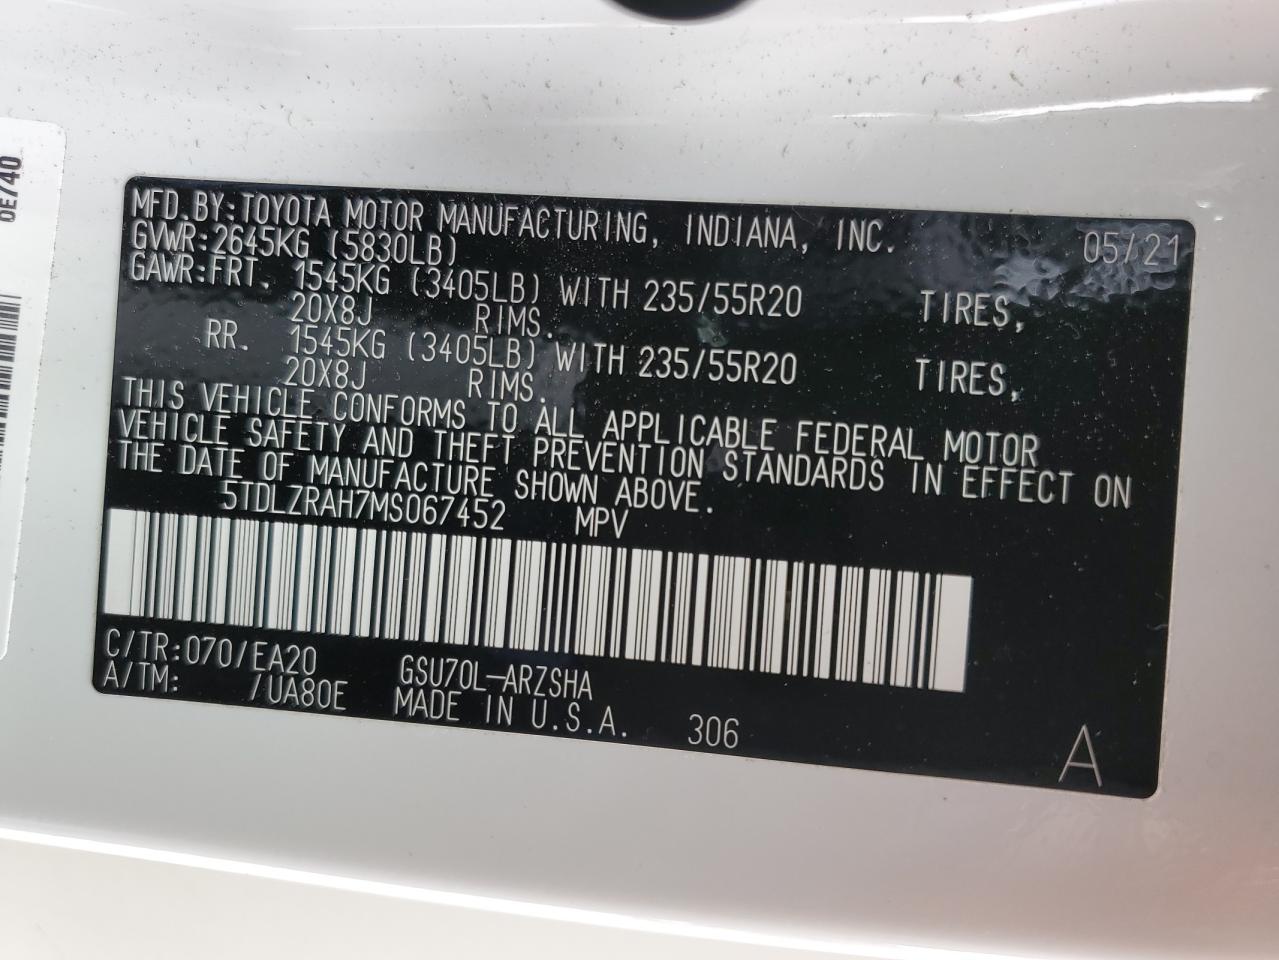 MFD.BY:TOYOTA MOTOR MANUFACTURING, INDIANA, INC. 05/21
GVWR:2645KG (5830LB)
GAWR:FRT. 1545KG (3405LB) WITH 235/55R20 TIRES,
20X8J RIMS.
RR. 1545KG (3405LB) WITH 235/55R20 TIRES,
20X8J RIMS.
THIS VEHICLE CONFORMS TO ALL APPLICABLE FEDERAL MOTOR
VEHICLE SAFETY AND THEFT PREVENTION STANDARDS IN EFFECT ON
THE DATE OF MANUFACTURE SHOWN ABOVE.
5TDLZRAH7MS067452 MPV
C/TR:070/EA20 GSU70L-ARZSHA
A/TM: /UA80E MADE IN U.S.A. 306
A
0E740